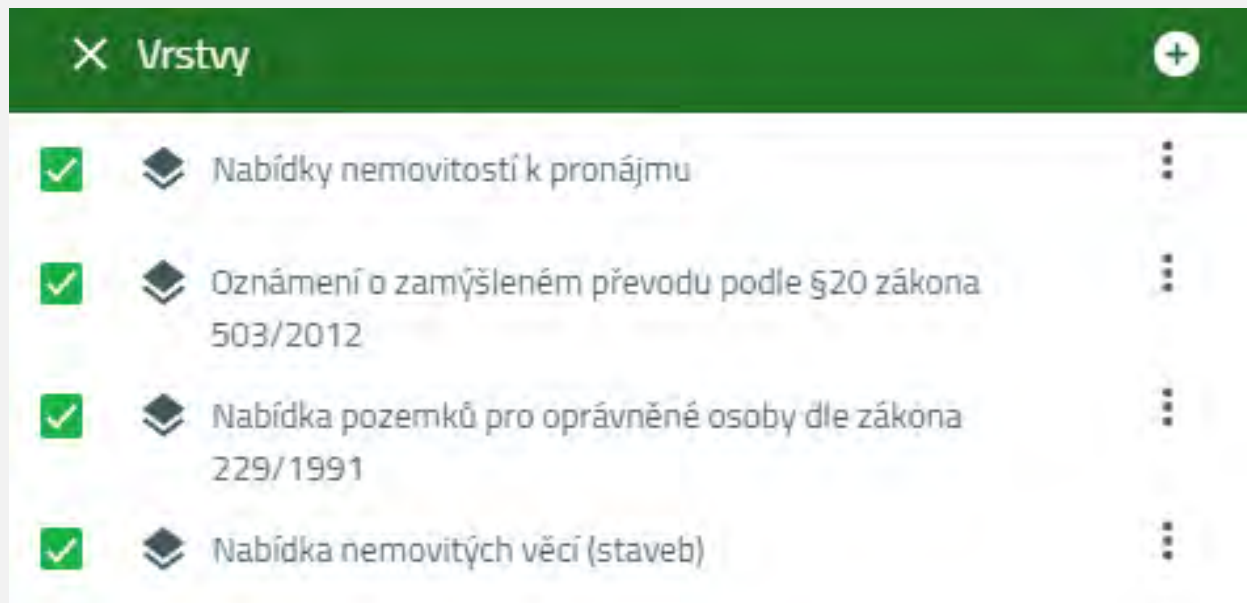 Vrstvy
Nabídky nemovitostí k pronájmu
Oznámení o zamýšleném převodu podle §20 zákona
503/2012
Nabídka pozemků pro oprávněné osoby dle zákona
229/1991
Nabídka nemovitých věcí (staveb)